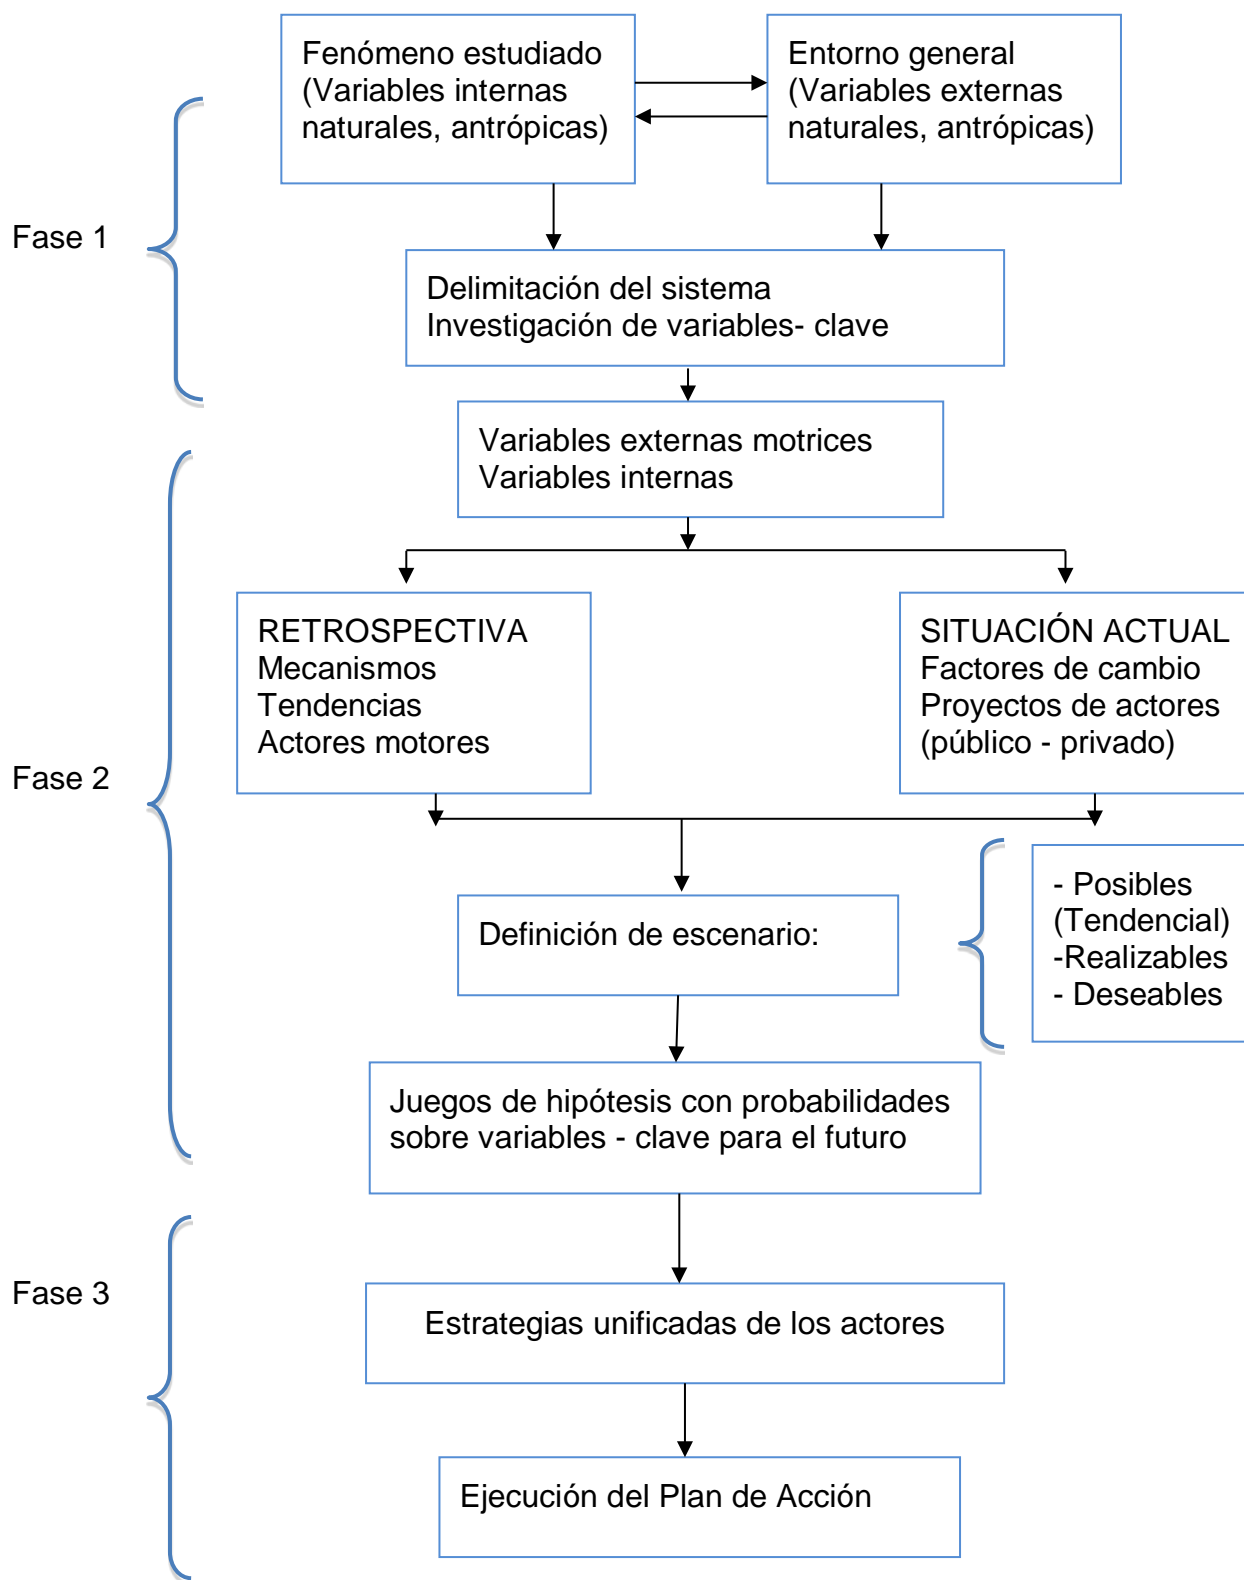 Fenómeno estudiado
(Variables internas
naturales, antrópicas)
Entorno general
(Variables externas
naturales, antrópicas)
Fase 1
Delimitación del sistema
Investigación de variables- clave
Variables externas motrices
Variables internas
RETROSPECTIVA
Mecanismos
Tendencias
Actores motores
SITUACIÓN ACTUAL
Factores de cambio
Proyectos de actores
(público - privado)
Fase 2
Definición de escenario:
- Posibles
(Tendencial)
-Realizables
- Deseables
Juegos de hipótesis con probabilidades
sobre variables - clave para el futuro
Fase 3
Estrategias unificadas de los actores
Ejecución del Plan de Acción